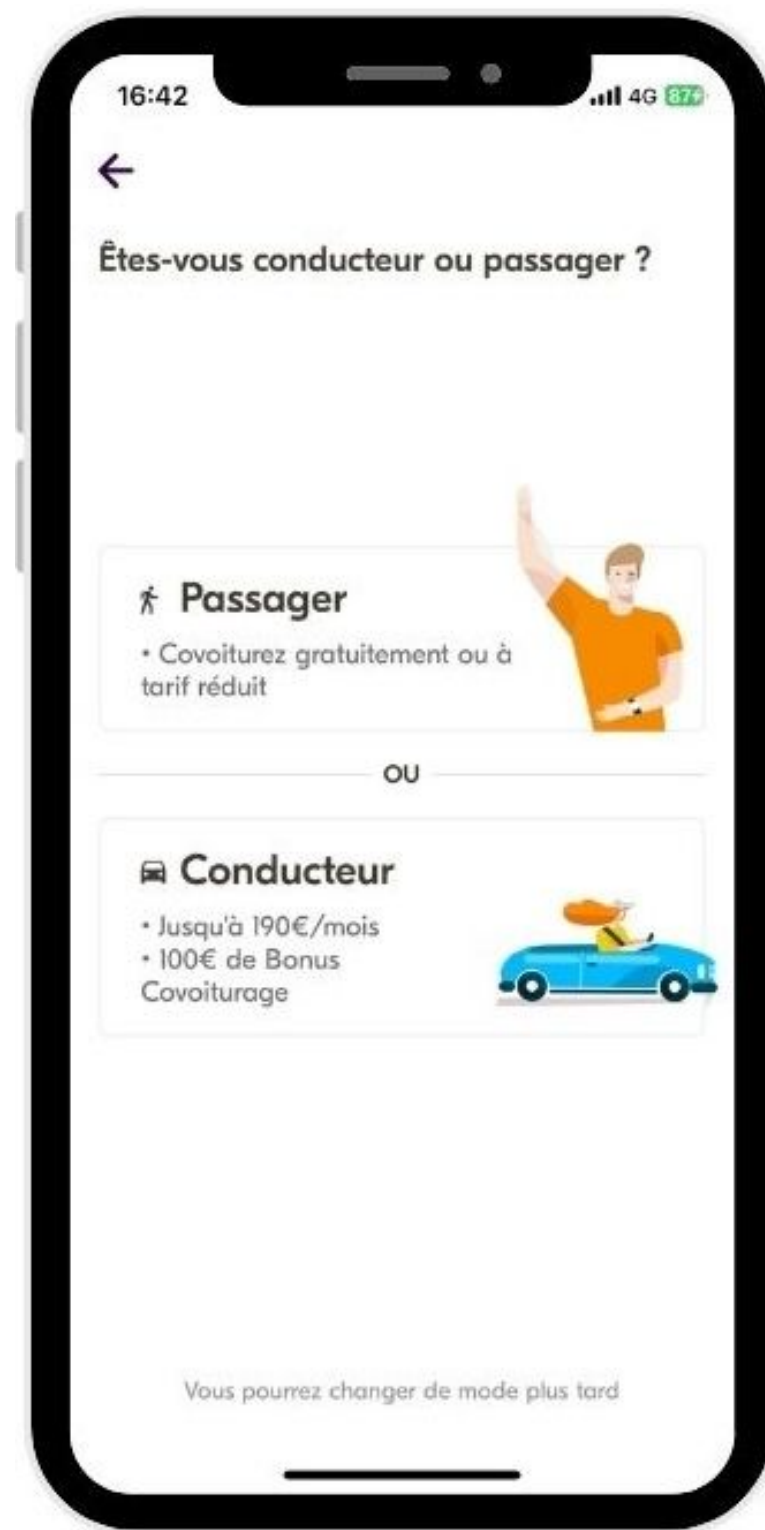 16:42 4G 87
Êtes-vous conducteur ou passager ?
Passager
• Covoiturez gratuitement ou à
tarif réduit
OU
Conducteur
• Jusqu'à 190€/mois
• 100€ de Bonus
Covoiturage
Vous pourrez changer de mode plus tard